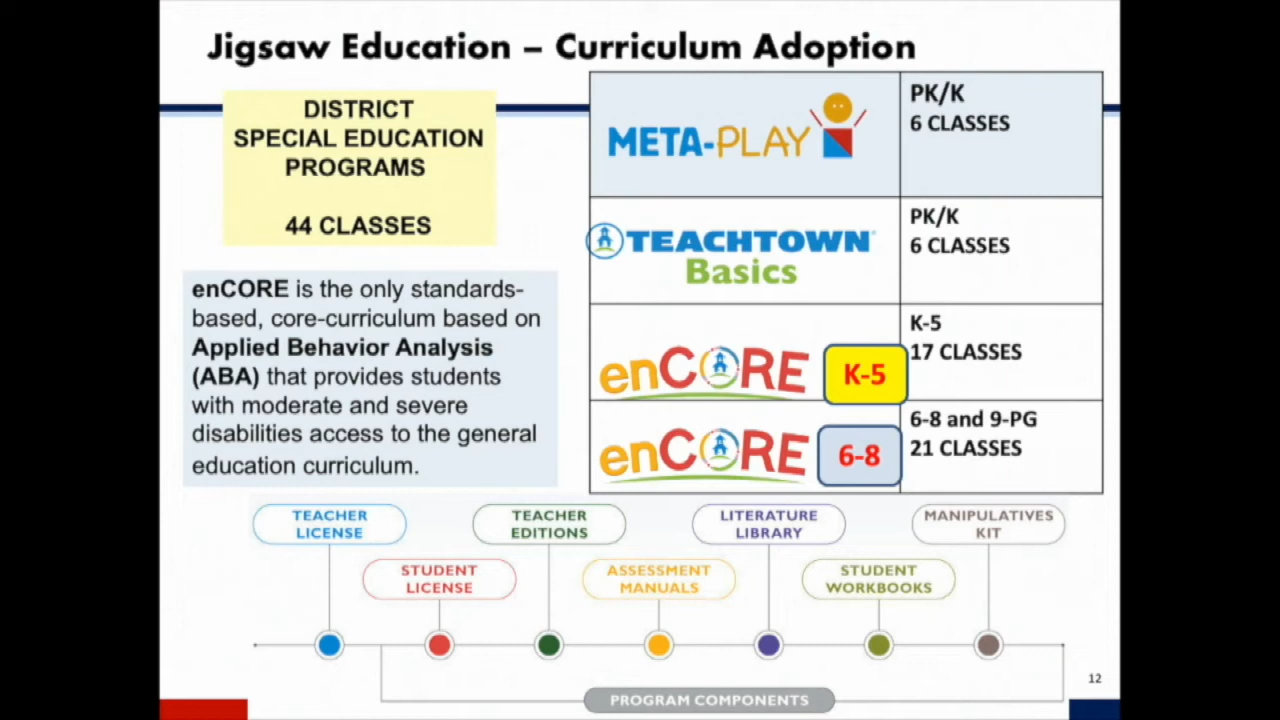 Jigsaw Education – Curriculum Adoption
DISTRICT
SPECIAL EDUCATION
PROGRAMS
44 CLASSES
enCORE is the only standards-
based, core-curriculum based on
Applied Behavior Analysis
(ABA) that provides students
with moderate and severe
disabilities access to the general
education curriculum.
META-PLAY
PK/K
6 CLASSES
TEACHTOWN
Basics
PK/K
6 CLASSES
enCORE
K-5
K-5
17 CLASSES
enCORE
6-8
6-8 and 9-PG
21 CLASSES
TEACHER
LICENSE
STUDENT
LICENSE
TEACHER
EDITIONS
ASSESSMENT
MANUALS
LITERATURE
LIBRARY
STUDENT
WORKBOOKS
MANIPULATIVES
KIT
PROGRAM COMPONENTS
12